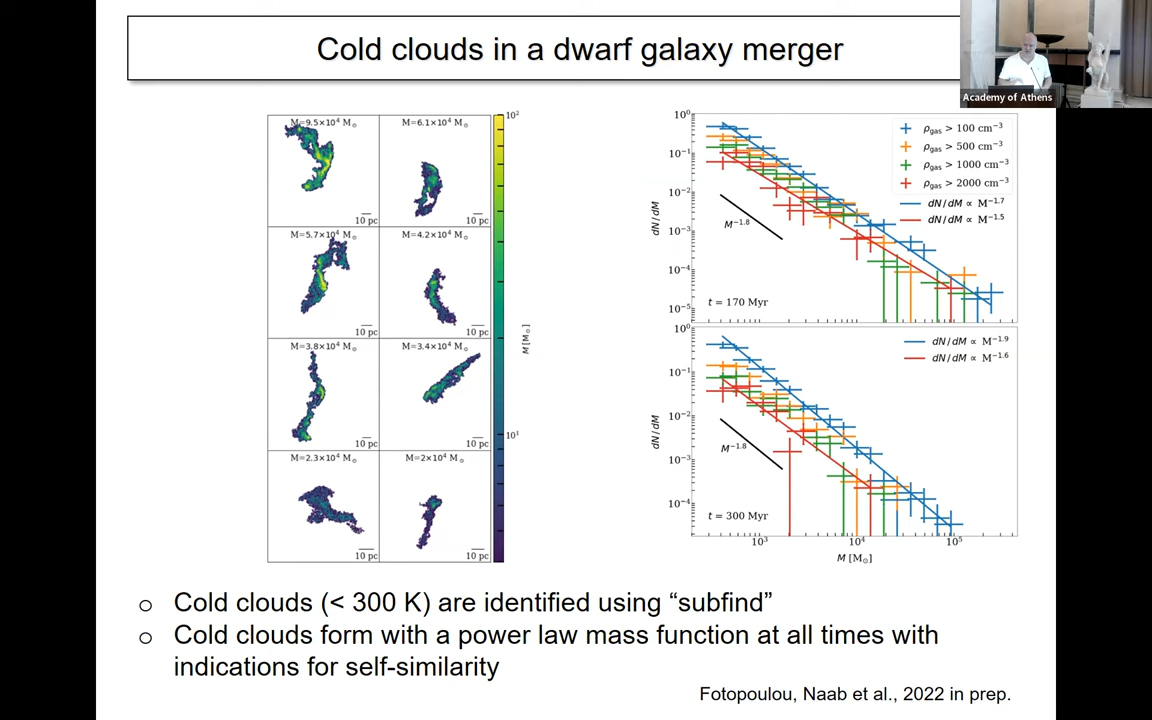 Cold clouds in a dwarf galaxy merger
Academy of Athens
M=9.5×10⁴ M☉
M=6.1×10⁴ M☉
10 pc
10 pc
M=5.7×10⁴ M☉
M=4.2×10⁴ M☉
10 pc
10 pc
M=3.8×10⁴ M☉
M=3.4×10⁴ M☉
10 pc
10 pc
M=2.3×10⁴ M☉
M=2×10⁴ M☉
10 pc
10 pc
10²
M [M☉]
10¹
10⁰
10⁻¹
10⁻²
10⁻³
10⁻⁴
10⁻⁵
dN/dM
ρgas > 100 cm⁻³
ρgas > 500 cm⁻³
ρgas > 1000 cm⁻³
ρgas > 2000 cm⁻³
dN/dM ∝ M⁻¹·⁷
dN/dM ∝ M⁻¹·⁵
M⁻¹·⁸
t = 170 Myr
10⁰
10⁻¹
10⁻²
10⁻³
10⁻⁴
dN/dM
dN/dM ∝ M⁻¹·⁹
dN/dM ∝ M⁻¹·⁶
M⁻¹·⁸
t = 300 Myr
10³
10⁴
10⁵
M [M☉]
o Cold clouds (< 300 K) are identified using “subfind”
o Cold clouds form with a power law mass function at all times with
indications for self-similarity
Fotopoulou, Naab et al., 2022 in prep.